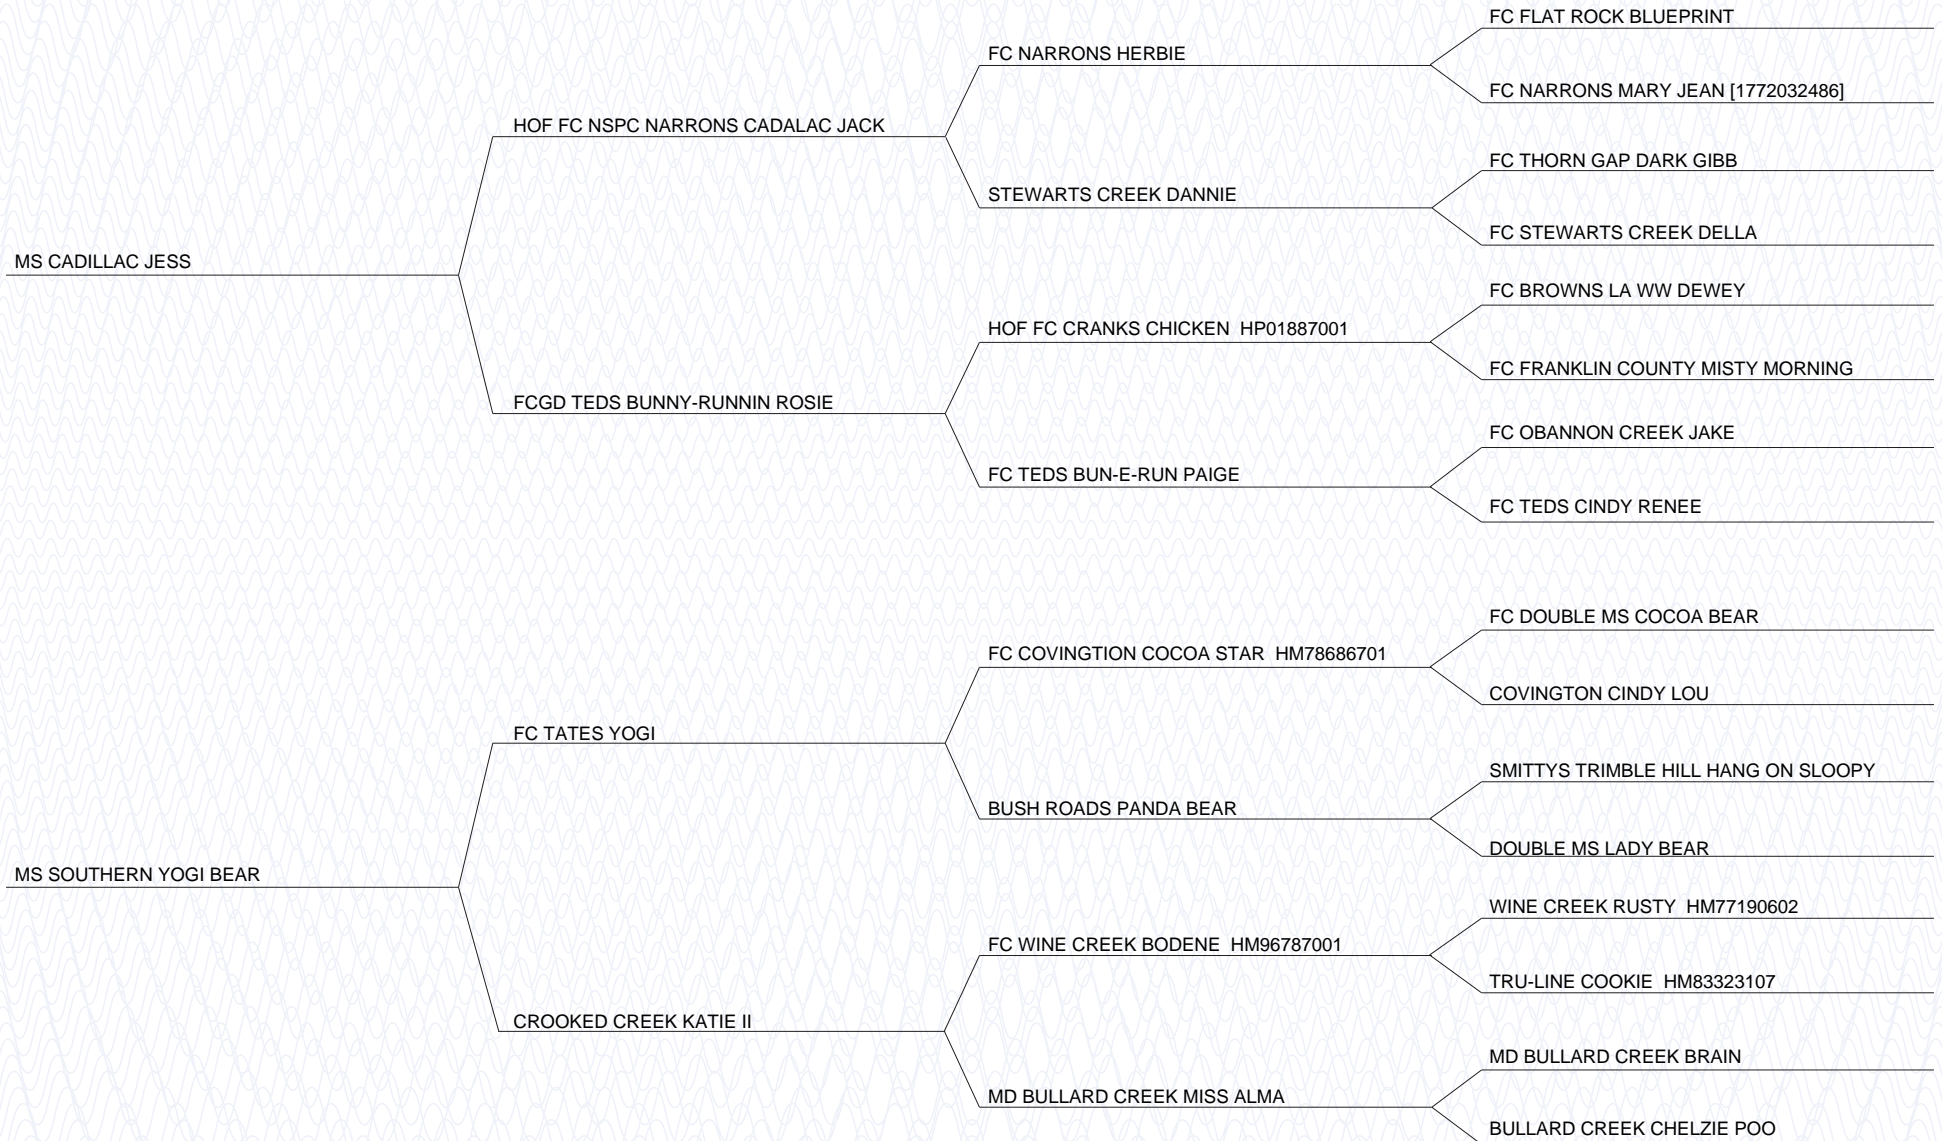 FC FLAT ROCK BLUEPRINT
FC NARRONS HERBIE
FC NARRONS MARY JEAN [1772032486]
HOF FC NSPC NARRONS CADALAC JACK
FC THORN GAP DARK GIBB
STEWARTS CREEK DANNIE
FC STEWARTS CREEK DELLA
MS CADILLAC JESS
FC BROWNS LA WW DEWEY
HOF FC CRANKS CHICKEN HP01887001
FC FRANKLIN COUNTY MISTY MORNING
FCGD TEDS BUNNY-RUNNIN ROSIE
FC OBANNON CREEK JAKE
FC TEDS BUN-E-RUN PAIGE
FC TEDS CINDY RENEE
FC DOUBLE MS COCOA BEAR
FC COVINGTION COCOA STAR HM78686701
COVINGTON CINDY LOU
FC TATES YOGI
SMITTYS TRIMBLE HILL HANG ON SLOOPY
BUSH ROADS PANDA BEAR
DOUBLE MS LADY BEAR
MS SOUTHERN YOGI BEAR
WINE CREEK RUSTY HM77190602
FC WINE CREEK BODENE HM96787001
TRU-LINE COOKIE HM83323107
CROOKED CREEK KATIE II
MD BULLARD CREEK BRAIN
MD BULLARD CREEK MISS ALMA
BULLARD CREEK CHELZIE POO